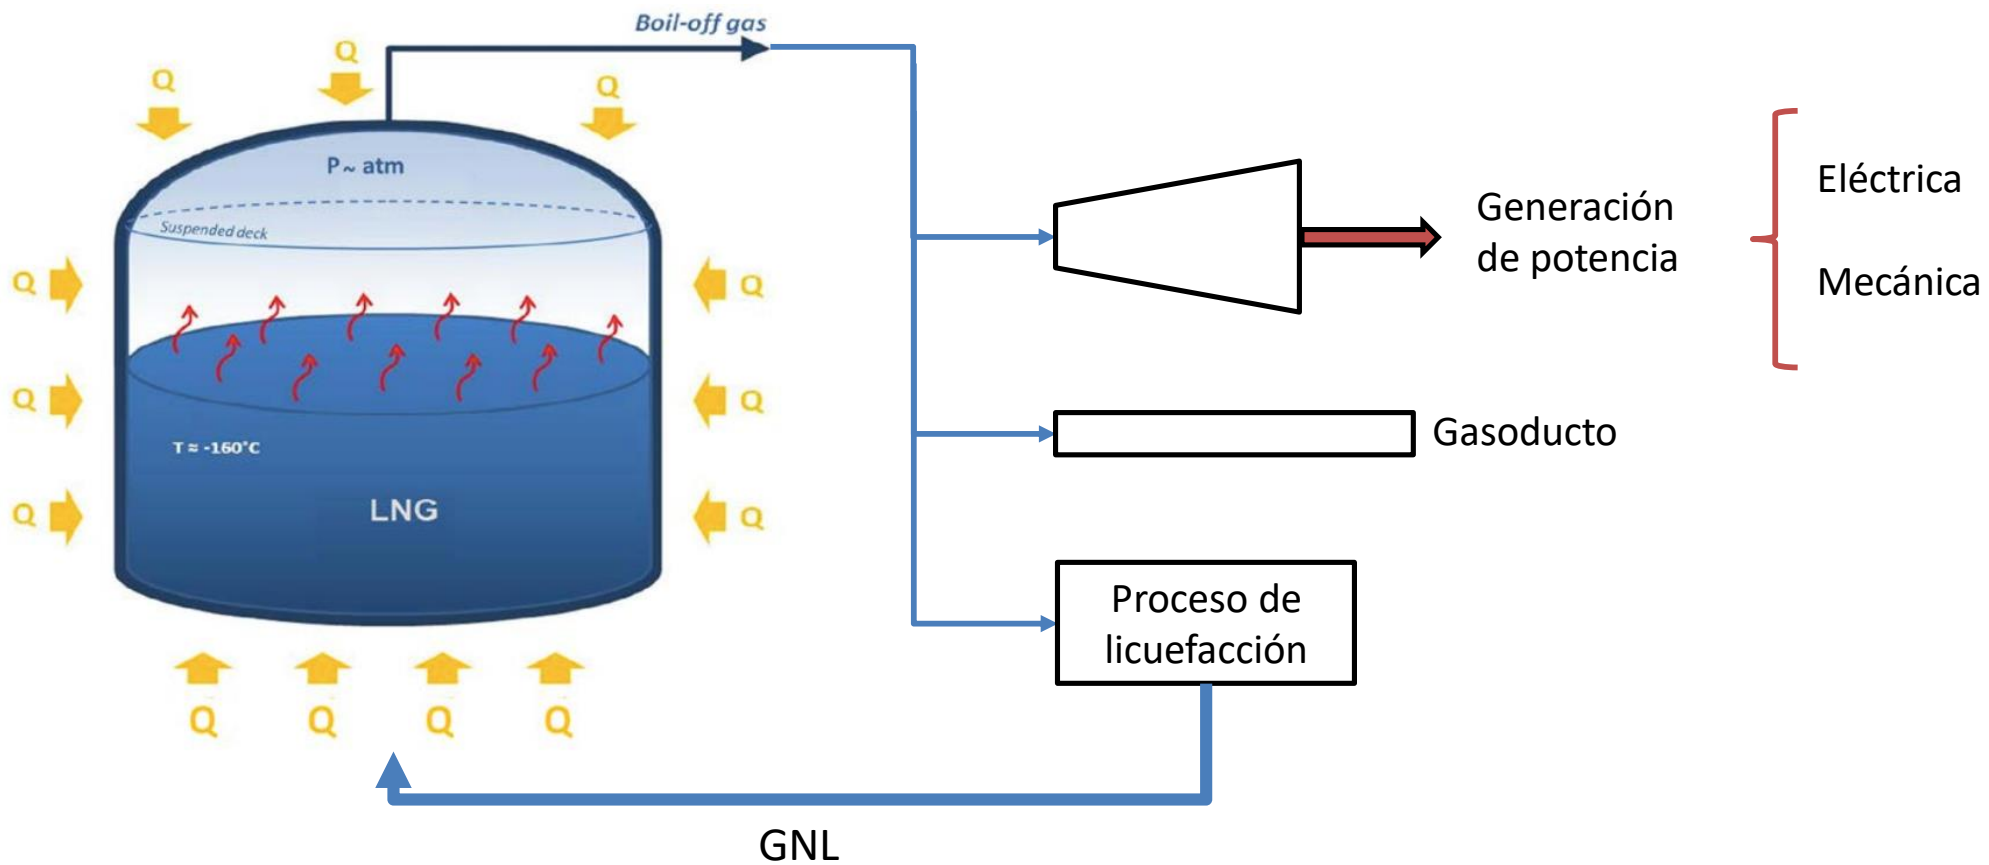 Boil-off gas
Q
Q
Q
P ~ atm
Suspended deck
Q
Q
Q
Q
Q
Q
T ≈ -160°C
LNG
Q
Q
Q
Q
Generación
de potencia
Eléctrica
Mecánica
Gasoducto
Proceso de
licuefacción
GNL